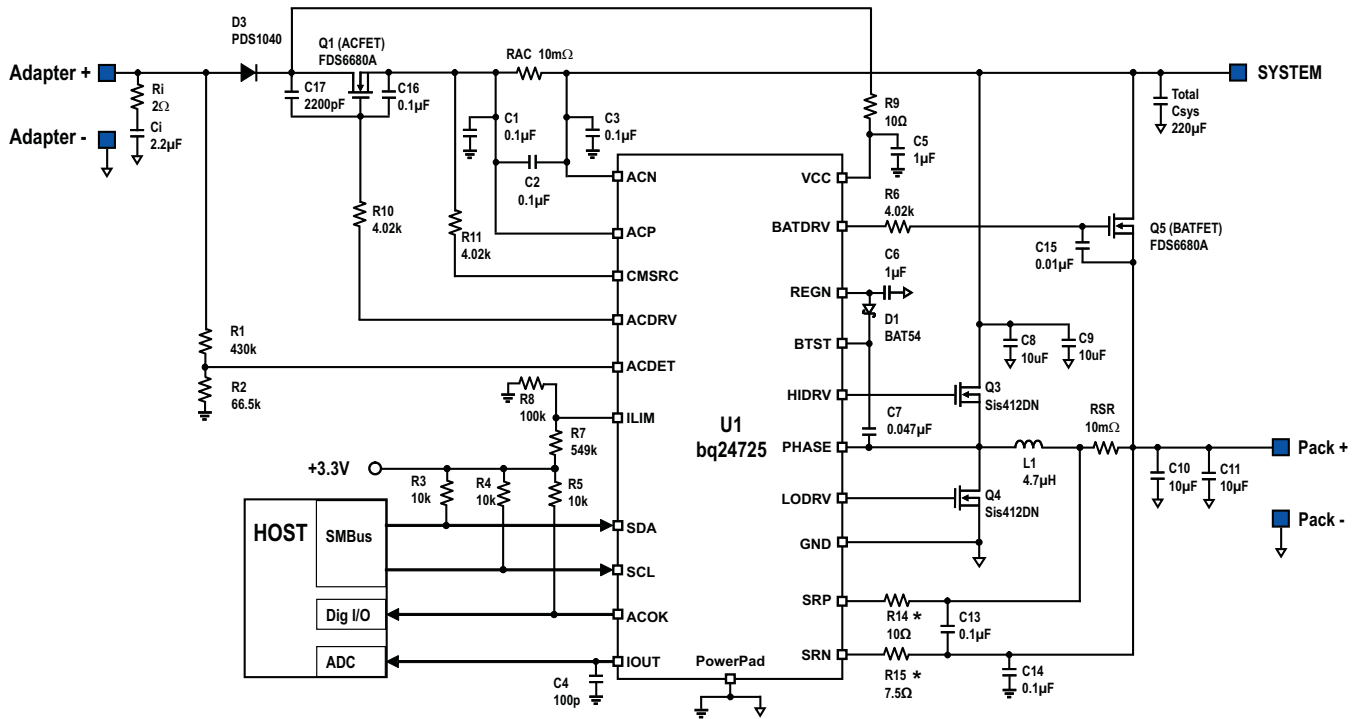 D3
PDS1040
Q1 (ACFET)
FDS6680A
RAC 10mΩ
Adapter +
SYSTEM
Ri
2Ω
Ci
2.2µF
Adapter -
C17
2200pF
C16
0.1µF
C1
0.1µF
C3
0.1µF
C2
0.1µF
R9
10Ω
C5
1µF
Total
Csys
220µF
R10
4.02k
R11
4.02k
ACN
ACP
CMSRC
ACDRV
ACDET
ILIM
SDA
SCL
ACOK
IOUT
VCC
BATDRV
REGN
BTST
HIDRV
PHASE
LODRV
GND
SRP
SRN
U1
bq24725
PowerPad
R6
4.02k
C15
0.01µF
Q5 (BATFET)
FDS6680A
C6
1µF
D1
BAT54
C8
10uF
C9
10uF
R1
430k
R2
66.5k
R8
100k
R7
549k
Q3
Sis412DN
C7
0.047µF
RSR
10mΩ
L1
4.7µH
Pack +
C10
10µF
C11
10µF
Q4
Sis412DN
Pack -
+3.3V
R3
10k
R4
10k
R5
10k
HOST
SMBus
Dig I/O
ADC
C4
100p
R14 *
10Ω
C13
0.1µF
R15 *
7.5Ω
C14
0.1µF